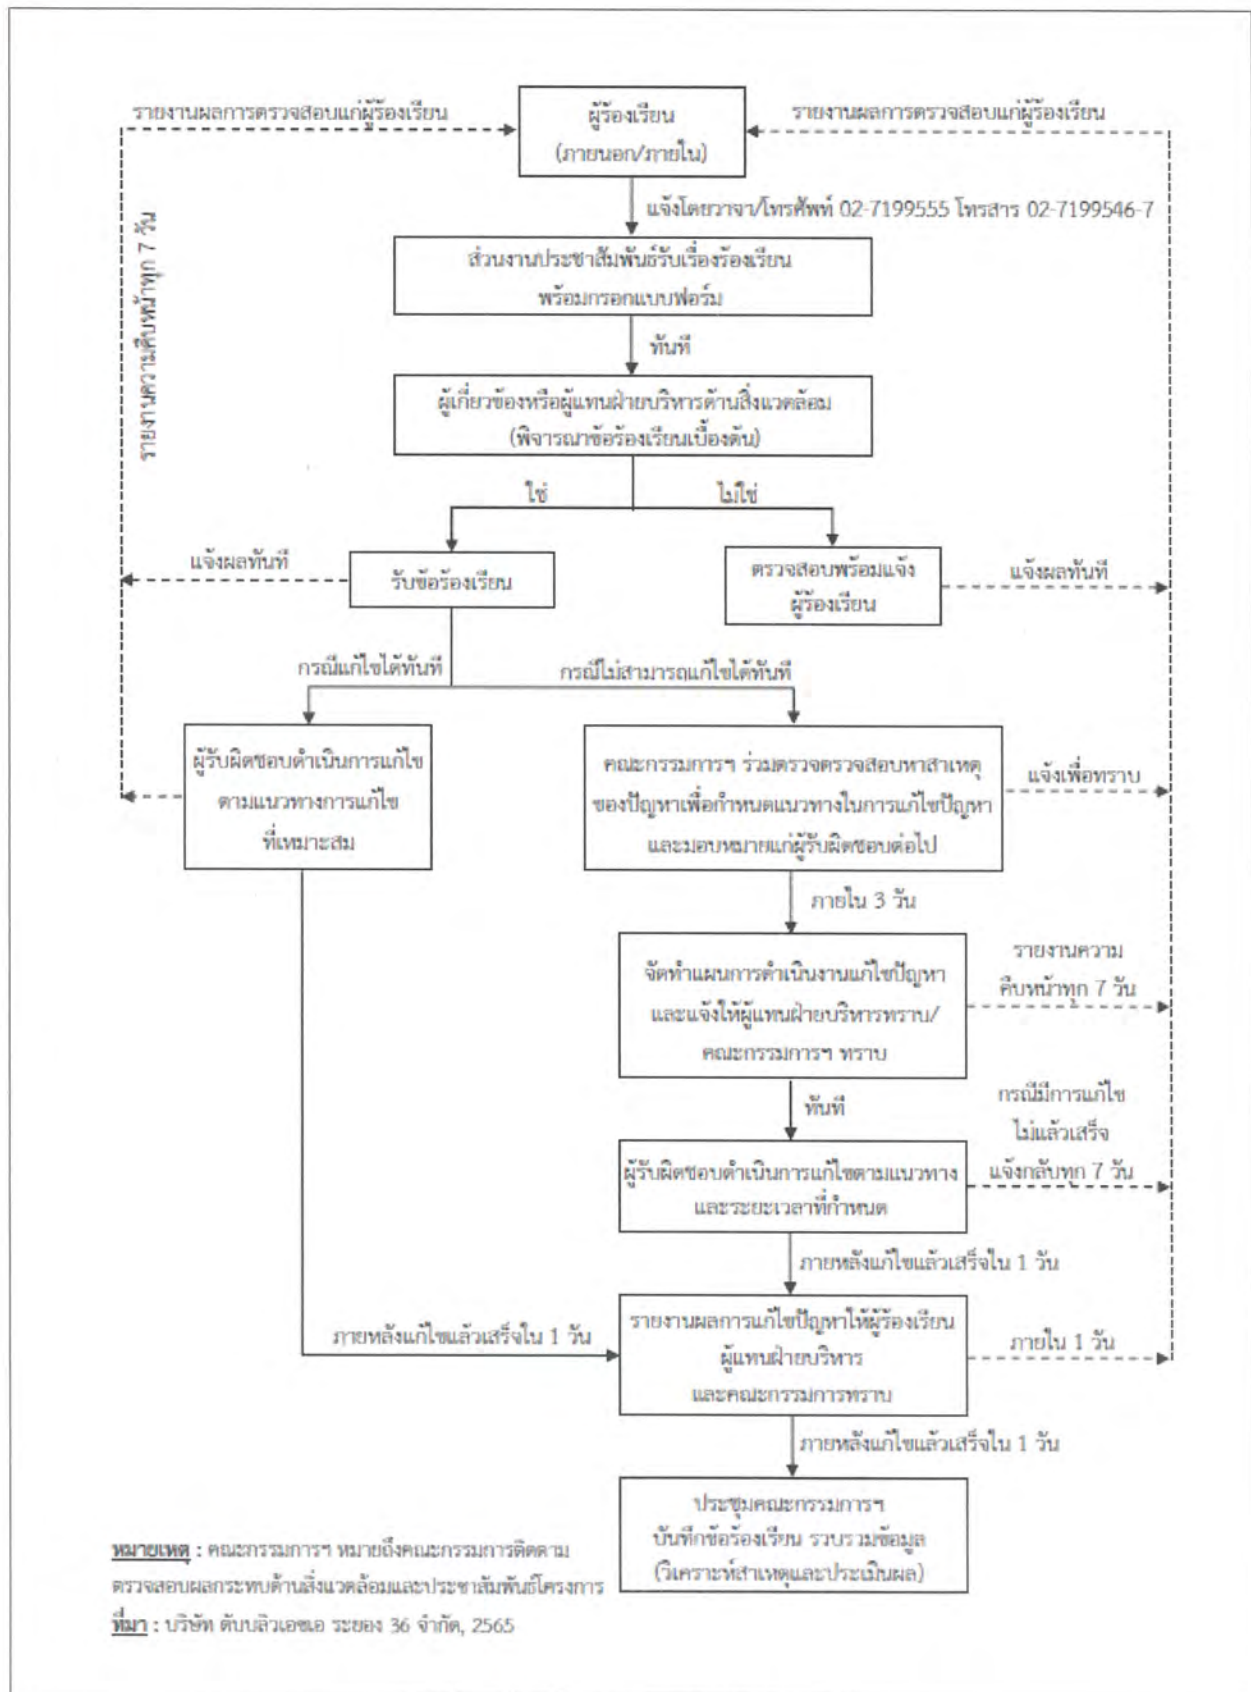 รายงานผลการตรวจสอบแก่ผู้ร้องเรียน
ผู้ร้องเรียน
(ภายนอก/ภายใน)
รายงานผลการตรวจสอบแก่ผู้ร้องเรียน
แจ้งโดยวาจา/โทรศัพท์ 02-7199555 โทรสาร 02-7199546-7
รายงานความคืบหน้าทุก 7 วัน
ส่วนงานประชาสัมพันธ์รับเรื่องร้องเรียน
พร้อมกรอกแบบฟอร์ม
ทันที
ผู้เกี่ยวข้องหรือผู้แทนฝ่ายบริหารด้านสิ่งแวดล้อม
(พิจารณาข้อร้องเรียนเบื้องต้น)
ใช่
ไม่ใช่
แจ้งผลทันที
รับข้อร้องเรียน
ตรวจสอบพร้อมแจ้ง
ผู้ร้องเรียน
แจ้งผลทันที
กรณีแก้ไขได้ทันที
กรณีไม่สามารถแก้ไขได้ทันที
ผู้รับผิดชอบดำเนินการแก้ไข
ตามแนวทางการแก้ไข
ที่เหมาะสม
คณะกรรมการฯ ร่วมตรวจตรวจสอบหาสาเหตุ
ของปัญหาเพื่อกำหนดแนวทางในการแก้ไขปัญหา
และมอบหมายแก่ผู้รับผิดชอบต่อไป
แจ้งเพื่อทราบ
ภายใน 3 วัน
จัดทำแผนการดำเนินงานแก้ไขปัญหา
และแจ้งให้ผู้แทนฝ่ายบริหารทราบ/
คณะกรรมการฯ ทราบ
รายงานความ
คืบหน้าทุก 7 วัน
ทันที
กรณีมีการแก้ไข
ไม่แล้วเสร็จ
แจ้งกลับทุก 7 วัน
ผู้รับผิดชอบดำเนินการแก้ไขตามแนวทาง
และระยะเวลาที่กำหนด
ภายหลังแก้ไขแล้วเสร็จใน 1 วัน
ภายหลังแก้ไขแล้วเสร็จใน 1 วัน
รายงานผลการแก้ไขปัญหาให้ผู้ร้องเรียน
ผู้แทนฝ่ายบริหาร
และคณะกรรมการทราบ
ภายใน 1 วัน
ภายหลังแก้ไขแล้วเสร็จใน 1 วัน
ประชุมคณะกรรมการฯ
บันทึกข้อร้องเรียน รวบรวมข้อมูล
(วิเคราะห์สาเหตุและประเมินผล)
หมายเหตุ : คณะกรรมการฯ หมายถึงคณะกรรมการติดตาม
ตรวจสอบผลกระทบด้านสิ่งแวดล้อมและประชาสัมพันธ์โครงการ
ที่มา : บริษัท ดับบลิวเอชเอ ระยอง 36 จำกัด, 2565